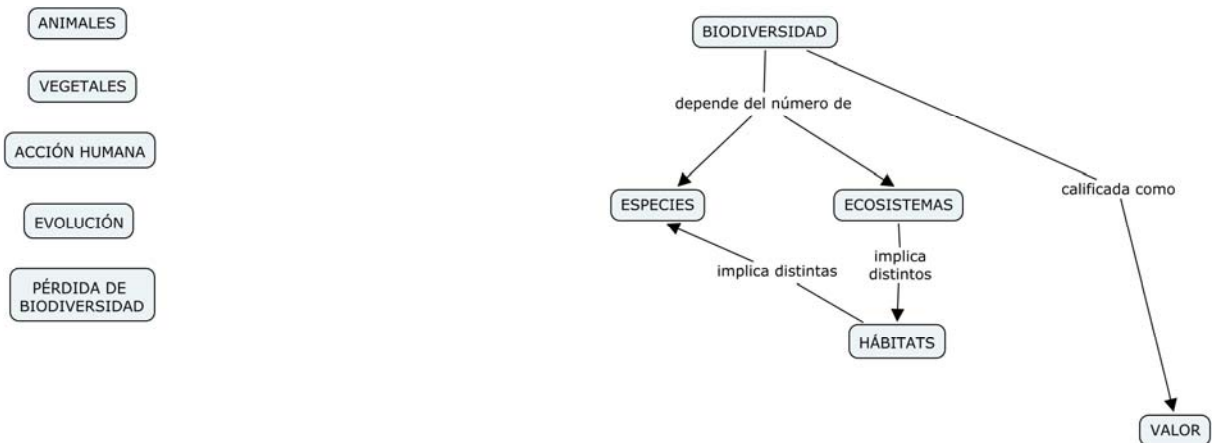 ANIMALES
VEGETALES
ACCIÓN HUMANA
EVOLUCIÓN
PÉRDIDA DE
BIODIVERSIDAD
BIODIVERSIDAD
depende del número de
calificada como
ESPECIES
ECOSISTEMAS
implica distintas
implica
distintos
HÁBITATS
VALOR